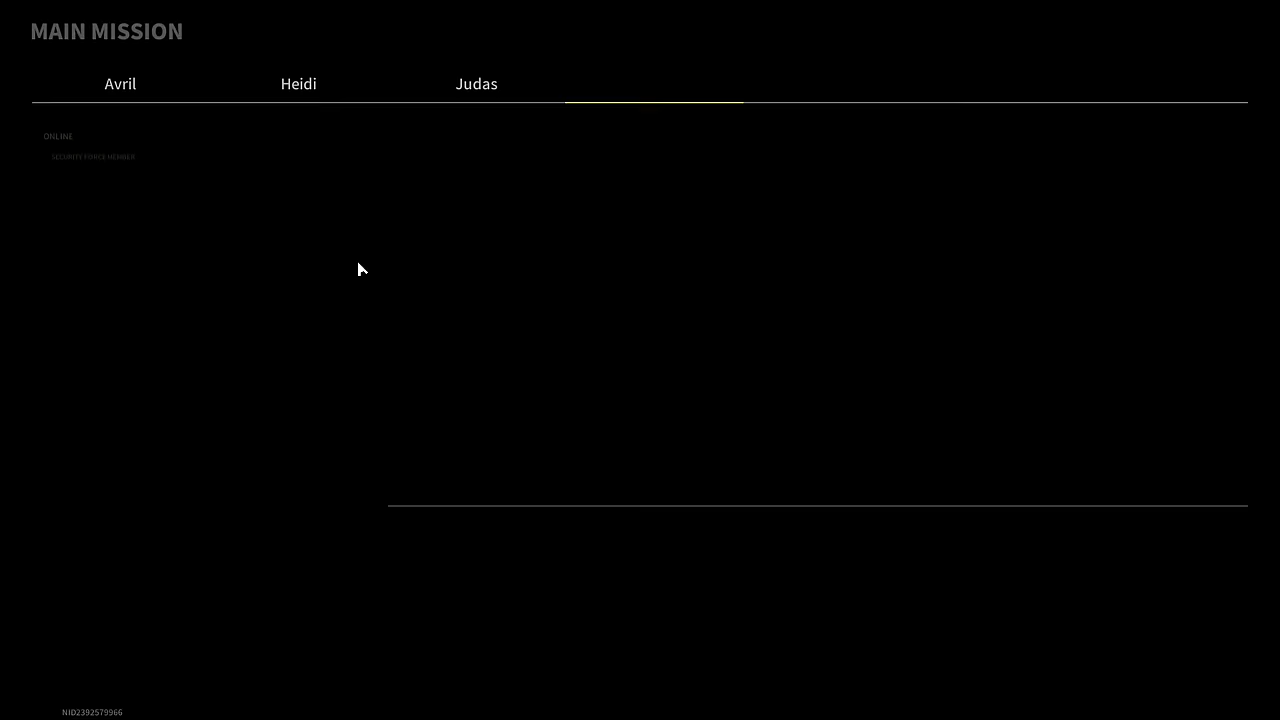 MAIN MISSION
Avril Heidi Judas
ONLINE
SECURITY FORCE MEMBER
NID2392579966